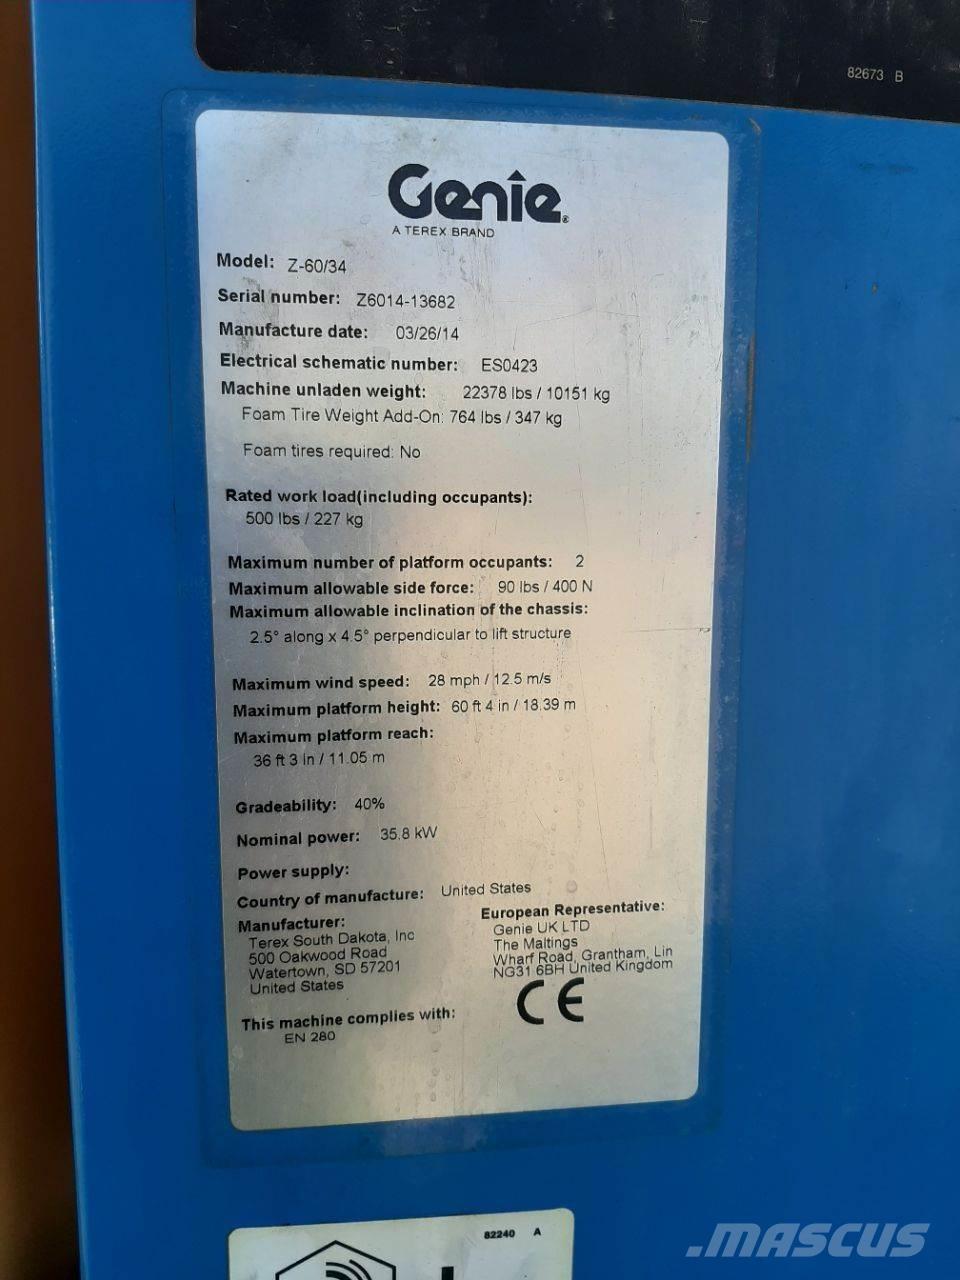 82673 B
Genie®
A TEREX BRAND
Model: Z-60/34
Serial number: Z6014-13682
Manufacture date: 03/26/14
Electrical schematic number: ES0423
Machine unladen weight: 22378 lbs / 10151 kg
Foam Tire Weight Add-On: 764 lbs / 347 kg
Foam tires required: No
Rated work load(including occupants):
500 lbs / 227 kg
Maximum number of platform occupants: 2
Maximum allowable side force: 90 lbs / 400 N
Maximum allowable inclination of the chassis:
2.5° along x 4.5° perpendicular to lift structure
Maximum wind speed: 28 mph / 12.5 m/s
Maximum platform height: 60 ft 4 in / 18.39 m
Maximum platform reach:
36 ft 3 in / 11.05 m
Gradeability: 40%
Nominal power: 35.8 kW
Power supply:
Country of manufacture: United States
Manufacturer:
Terex South Dakota, Inc
500 Oakwood Road
Watertown, SD 57201
United States
European Representative:
Genie UK LTD
The Maltings
Wharf Road, Grantham, Lin
NG31 6BH United Kingdom
CE
This machine complies with:
EN 280
82240 A
.MASCUS